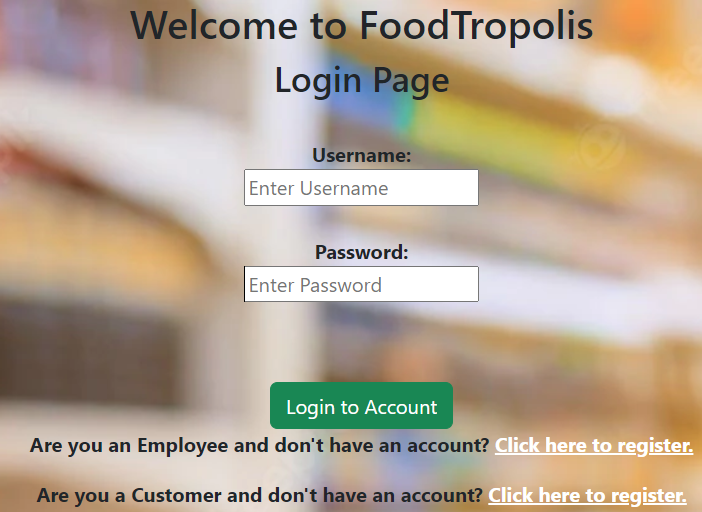 Welcome to FoodTropolis
Login Page
Username:
Enter Username
Password:
Enter Password
Login to Account
Are you an Employee and don't have an account? Click here to register.
Are you a Customer and don't have an account? Click here to register.